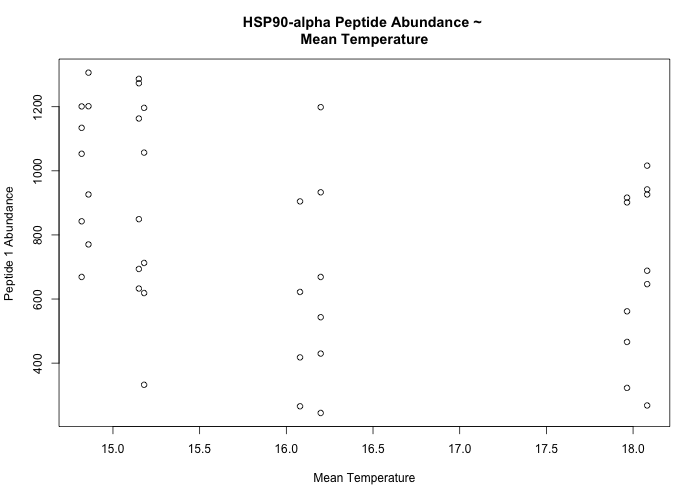 HSP90-alpha Peptide Abundance ~
Mean Temperature
1200
1000
800
600
400
Peptide 1 Abundance
15.0 15.5 16.0 16.5 17.0 17.5 18.0
Mean Temperature